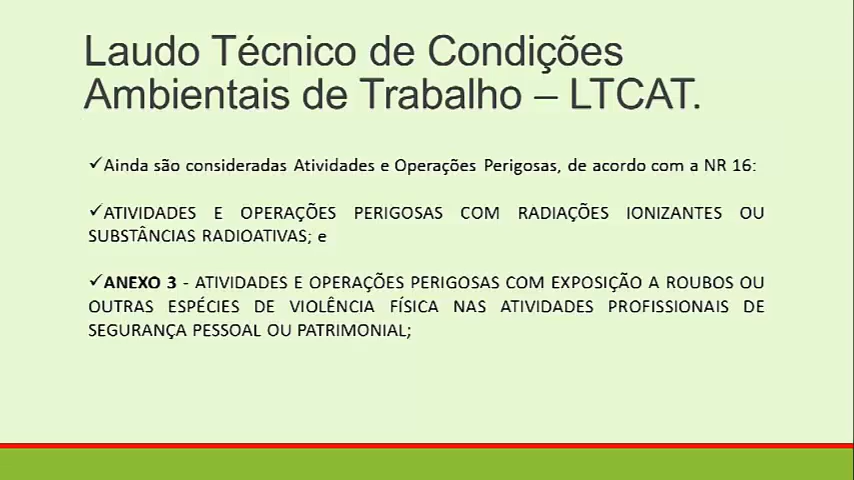 Laudo Técnico de Condições
Ambientais de Trabalho – LTCAT.
✓Ainda são consideradas Atividades e Operações Perigosas, de acordo com a NR 16:
✓ATIVIDADES E OPERAÇÕES PERIGOSAS COM RADIAÇÕES IONIZANTES OU
SUBSTÂNCIAS RADIOATIVAS; e
✓ANEXO 3 - ATIVIDADES E OPERAÇÕES PERIGOSAS COM EXPOSIÇÃO A ROUBOS OU
OUTRAS ESPÉCIES DE VIOLÊNCIA FÍSICA NAS ATIVIDADES PROFISSIONAIS DE
SEGURANÇA PESSOAL OU PATRIMONIAL;